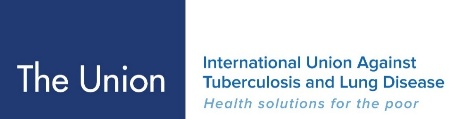 The Union
International Union Against
Tuberculosis and Lung Disease
Health solutions for the poor